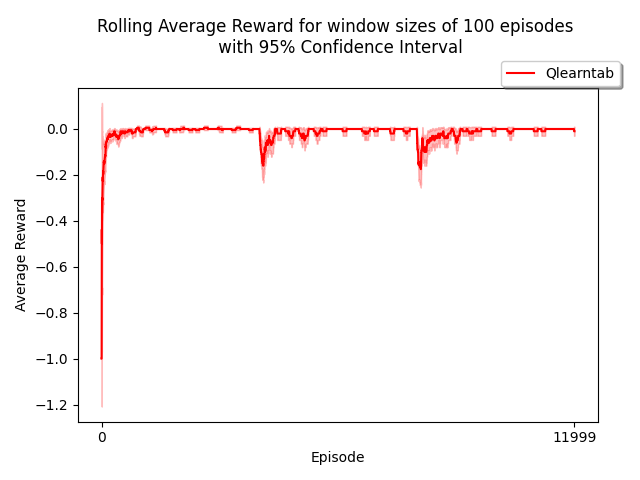 Rolling Average Reward for window sizes of 100 episodes
with 95% Confidence Interval
Qlearntab
0.0
−0.2
−0.4
−0.6
−0.8
−1.0
−1.2
Average Reward
0 11999
Episode